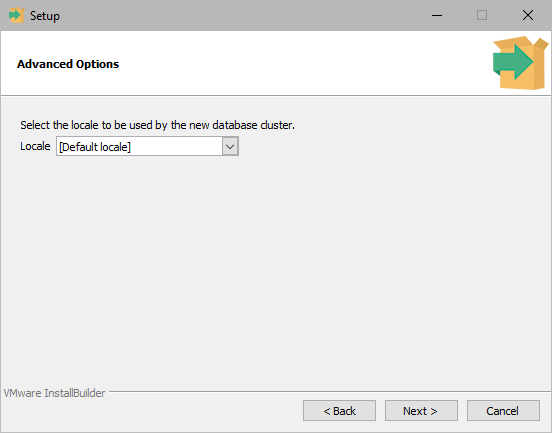 Setup
Advanced Options
Select the locale to be used by the new database cluster.
Locale [Default locale]
VMware InstallBuilder
< Back Next > Cancel